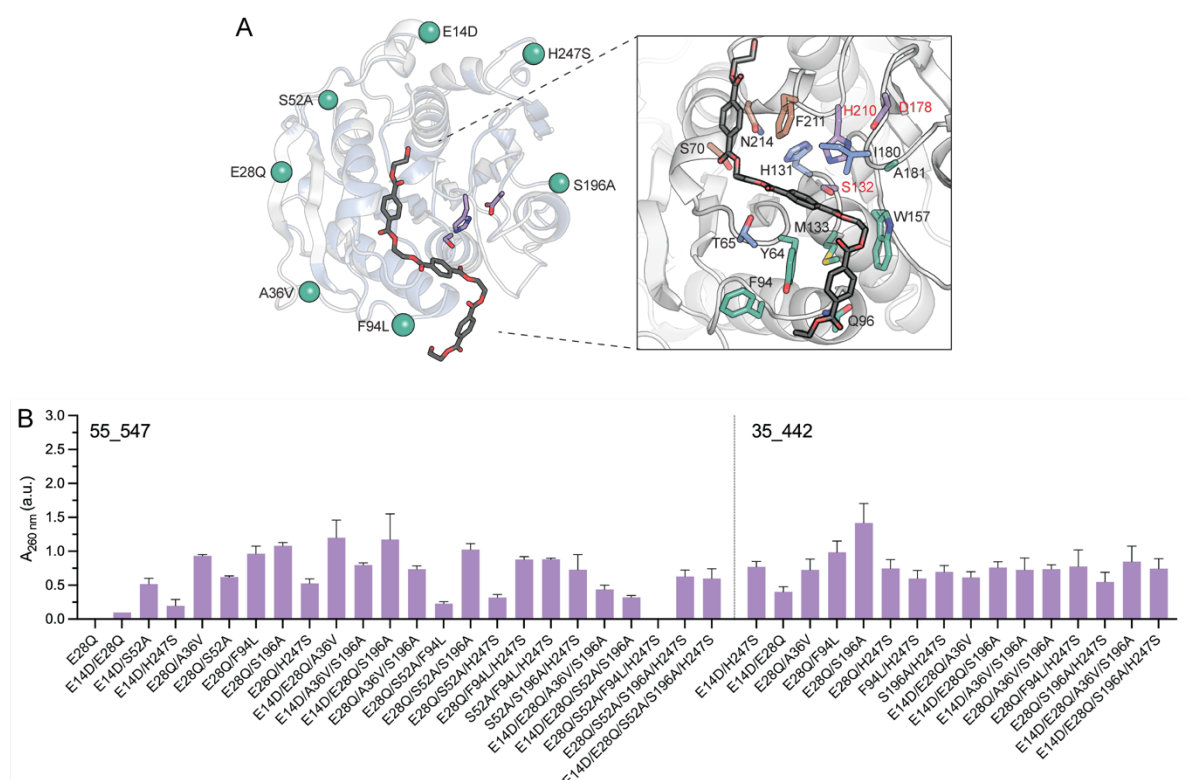 A
E14D
H247S
S52A
E28Q
S196A
A36V
F94L
H210
D178
F211
N214
S70
I180
H131
A181
S132
W157
M133
T65
Y64
F94
Q96
B
55_547
35_442
A260 nm (a.u.)
3.0
2.5
2.0
1.5
1.0
0.5
0.0
E28Q
E14D/E28Q
E14D/S52A
E14D/H247S
E28Q/A36V
E28Q/S52A
E28Q/F94L
E28Q/S196A
E28Q/H247S
E14D/E28Q/A36V
E14D/A36V/S196A
E14D/E28Q/S196A
E28Q/A36V/S196A
E28Q/S52A/F94L
E28Q/S52A/S196A
E28Q/S52A/H247S
E28Q/F94L/H247S
S52A/F94L/H247S
S52A/S196A/H247S
E14D/E28Q/A36V/S196A
E14D/E28Q/S52A/S196A
E28Q/S52A/F94L/H247S
E28Q/S52A/S196A/H247S
E14D/E28Q/S52A/S196A/H247S
E14D/H247S
E14D/E28Q
E28Q/A36V
E28Q/F94L
E28Q/S196A
E28Q/H247S
F94L/H247S
S196A/H247S
E14D/E28Q/A36V
E14D/E28Q/S196A
E14D/A36V/S196A
E28Q/A36V/S196A
E28Q/F94L/H247S
E28Q/S196A/H247S
E14D/E28Q/A36V/S196A
E14D/E28Q/S196A/H247S